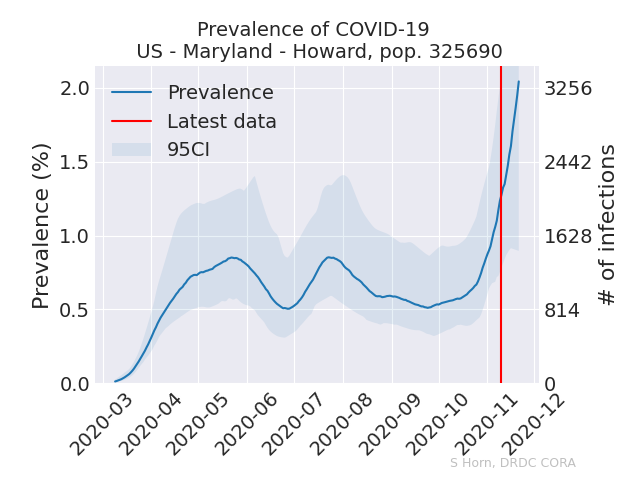 Prevalence of COVID-19
US - Maryland - Howard, pop. 325690
Prevalence
Latest data
95CI
Prevalence (%)
2.0
1.5
1.0
0.5
0.0
3256
2442
1628
814
0
# of infections
2020-03
2020-04
2020-05
2020-06
2020-07
2020-08
2020-09
2020-10
2020-11
2020-12
S Horn, DRDC CORA